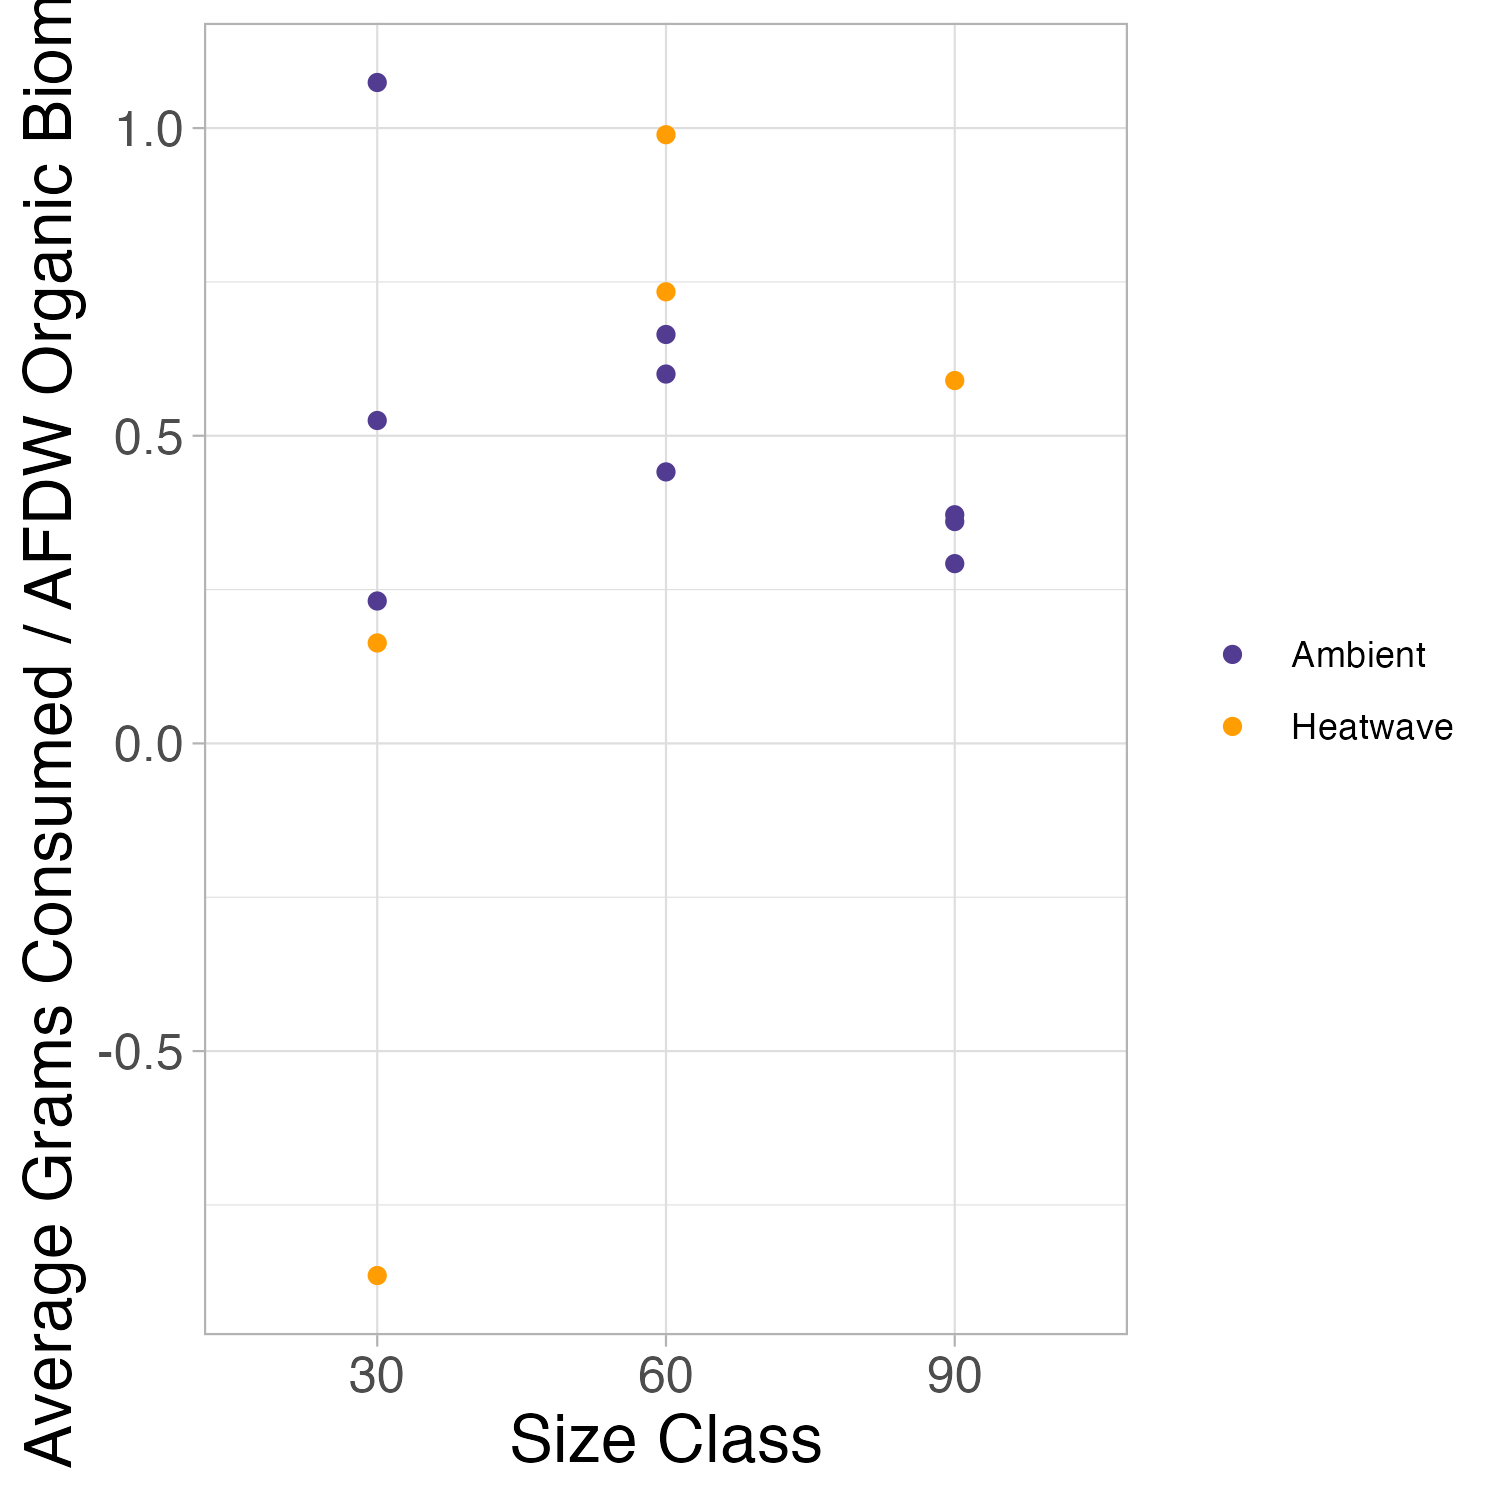 Average Grams Consumed / AFDW Organic Biom
1.0
0.5
0.0
-0.5
30 60 90
Size Class
Ambient
Heatwave